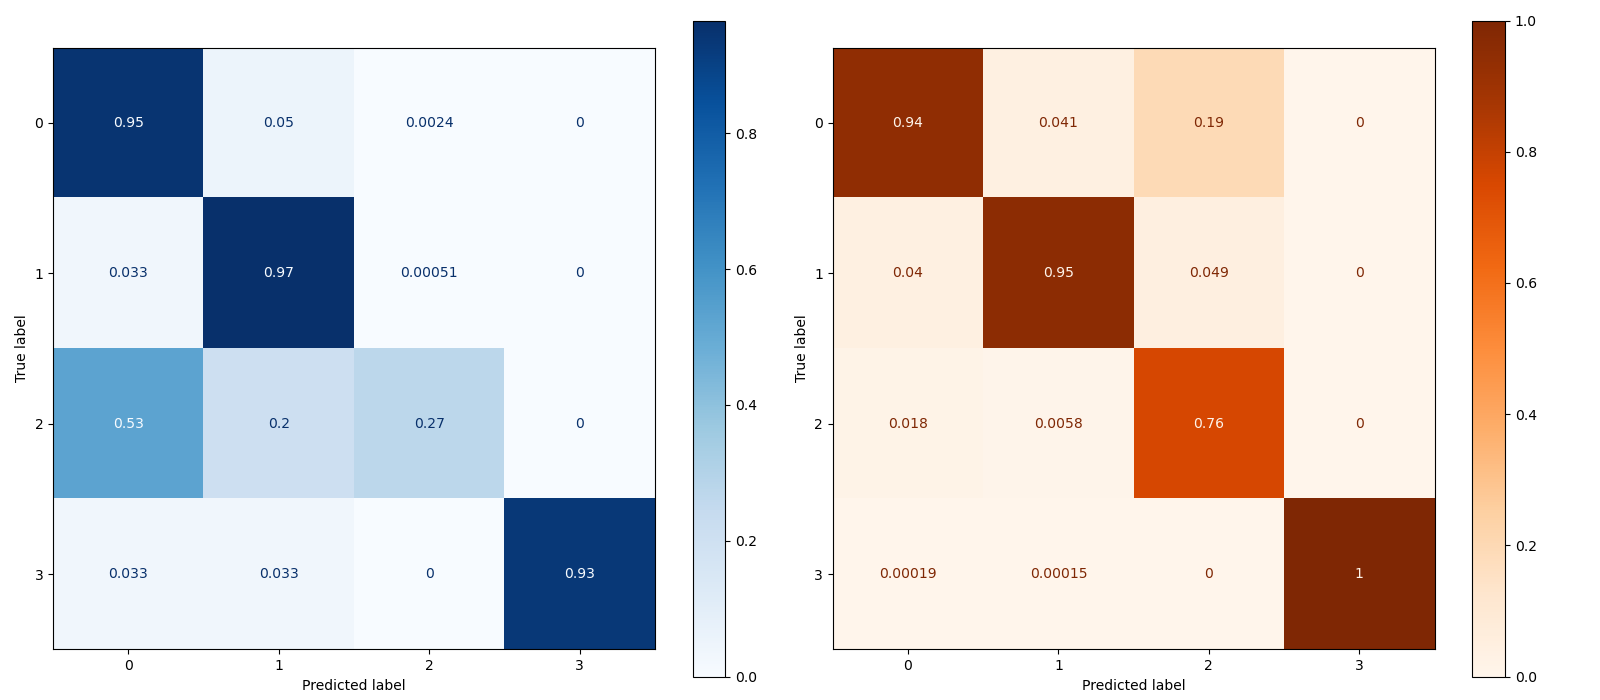 0 0.95 0.05 0.0024 0
1 0.033 0.97 0.00051 0
2 0.53 0.2 0.27 0
3 0.033 0.033 0 0.93
0 1 2 3
True label
Predicted label
0.8
0.6
0.4
0.2
0.0
0 0.94 0.041 0.19 0
1 0.04 0.95 0.049 0
2 0.018 0.0058 0.76 0
3 0.00019 0.00015 0 1
0 1 2 3
True label
Predicted label
1.0
0.8
0.6
0.4
0.2
0.0